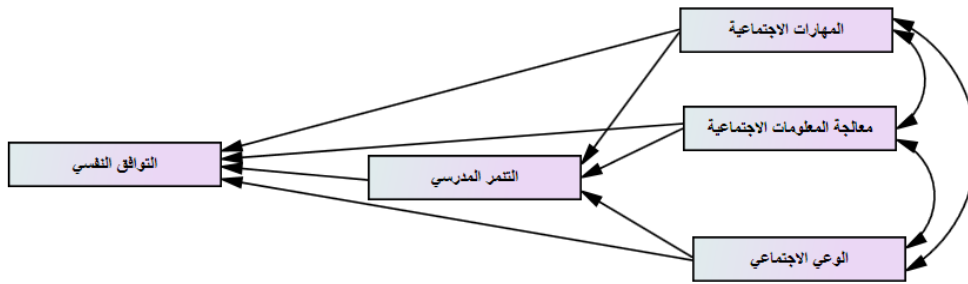 المهارات الاجتماعية
معالجة المعلومات الاجتماعية
التوافق النفسي
التنمر المدرسي
الوعي الاجتماعي